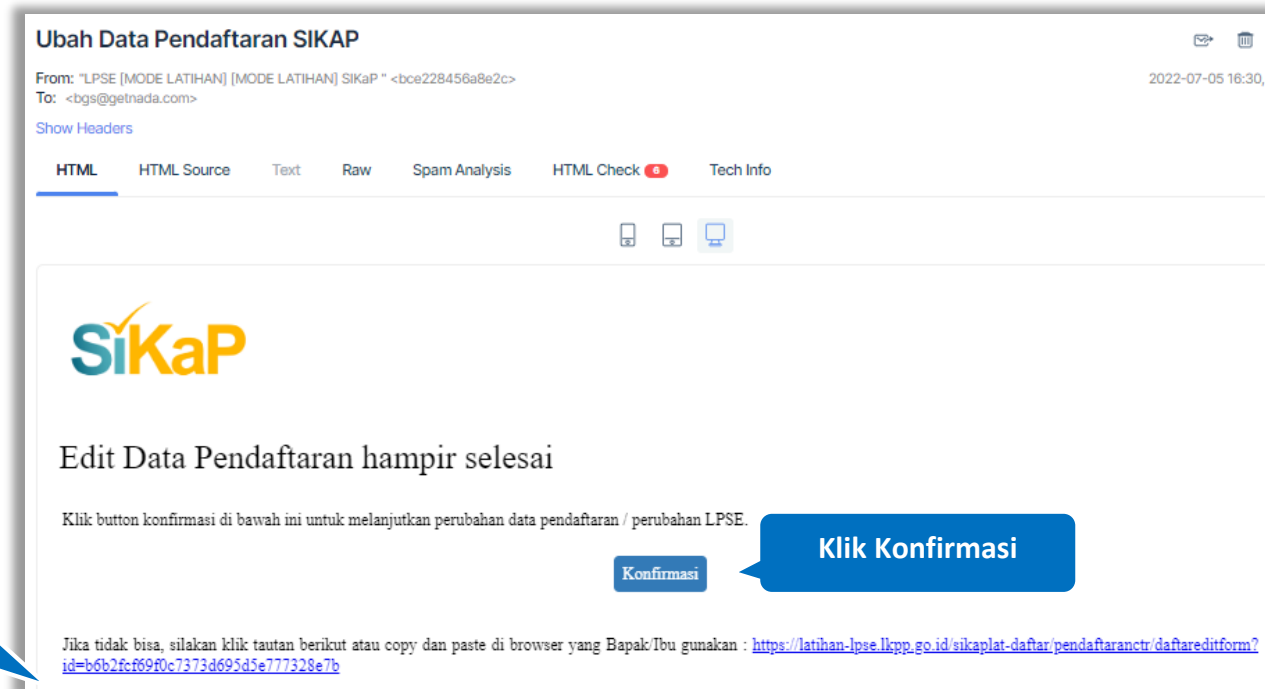 Ubah Data Pendaftaran SIKAP
From: "LPSE [MODE LATIHAN] [MODE LATIHAN] SIKaP " <bce228456a8e2c>
2022-07-05 16:30,
To: <bgs@getnada.com>
Show Headers
HTML HTML Source Text Raw Spam Analysis HTML Check 6 Tech Info
SiKaP
Edit Data Pendaftaran hampir selesai
Klik button konfirmasi di bawah ini untuk melanjutkan perubahan data pendaftaran / perubahan LPSE.
Klik Konfirmasi
Konfirmasi
Jika tidak bisa, silakan klik tautan berikut atau copy dan paste di browser yang Bapak/Ibu gunakan : https://latihan-lpse.lkpp.go.id/sikaplat-daftar/pendaftaranctr/daftareditform?
id=b6b2fcf69f0c7373d695d5e777328e7b